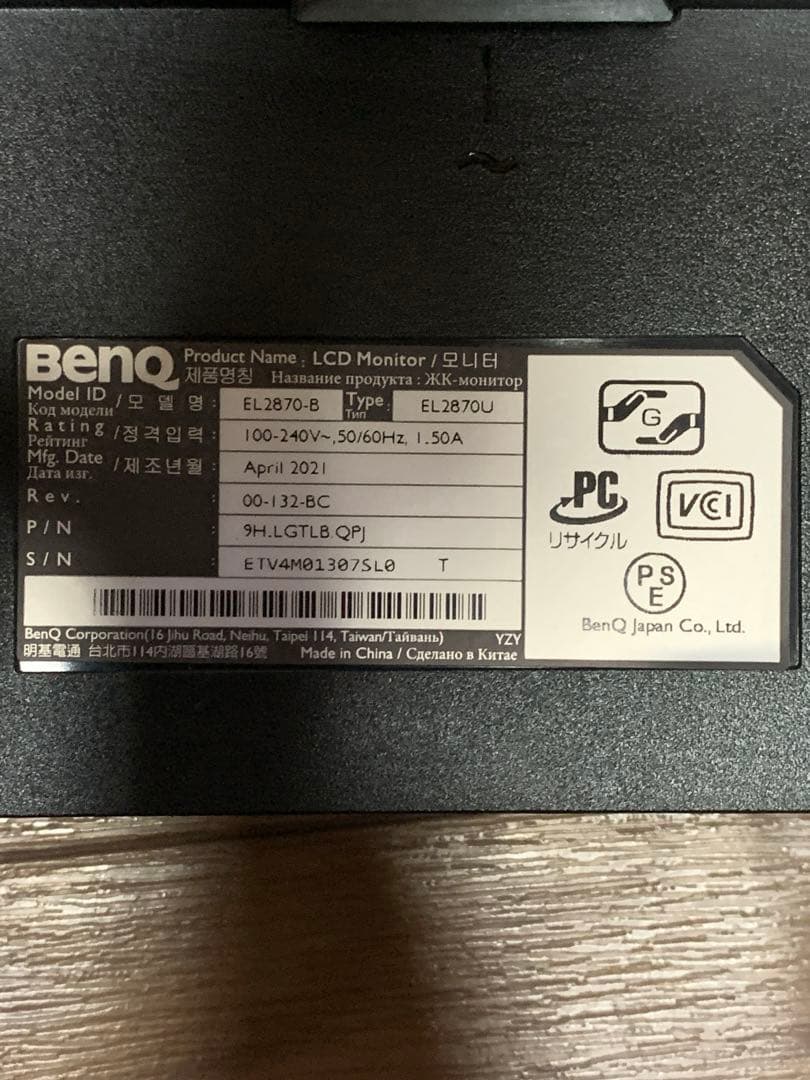 BenQ Product Name : LCD Monitor / 모니터
제품명칭 Название продукта : ЖК-монитор
Model ID / 모델명 : EL2870-B Type : EL2870U
Код модели Тип
Rating / 정격입력 : 100-240V~,50/60Hz, 1.50A
Рейтинг
Mfg. Date / 제조년월 : April 2021
Дата изг.
Rev. : 00-132-BC
P/N : 9H.LGTLB.QPJ
S/N : ETV4M01307SL0 T
BenQ Corporation(16 Jihu Road, Neihu, Taipei 114, Taiwan/Тайвань) YZY
明基電通 台北市114内湖區基湖路16號 Made in China / Сделано в Китае
G
PC
リサイクル
VCCI
PSE
BenQ Japan Co., Ltd.